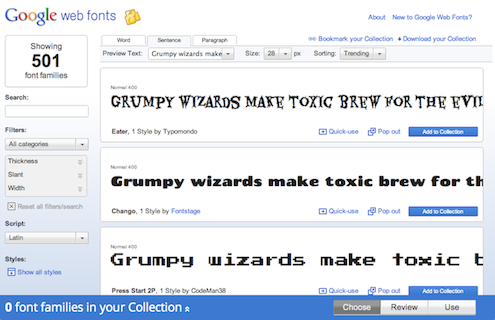 Google web fonts
About New to Google Web Fonts?
Showing
501
font families
Word Sentence Paragraph
Bookmark your Collection Download your Collection
Preview Text: Grumpy wizards make Size: 28 px Sorting: Trending
Search:
Filters:
All categories
Thickness
Slant
Width
Reset all filters/search
Script:
Latin
Styles:
Show all styles
Normal 400
GRUMPY WIZARDS MAKE TOXIC BREW FOR THE EVIL
Eater, 1 Style by Typomondo Quick-use Pop out Add to Collection
Normal 400
Grumpy wizards make toxic brew for th
Chango, 1 Style by Fontstage Quick-use Pop out Add to Collection
Normal 400
Grumpy wizards make toxic b
Press Start 2P, 1 Style by CodeMan38 Quick-use Pop out Add to Collection
0 font families in your Collection Choose Review Use